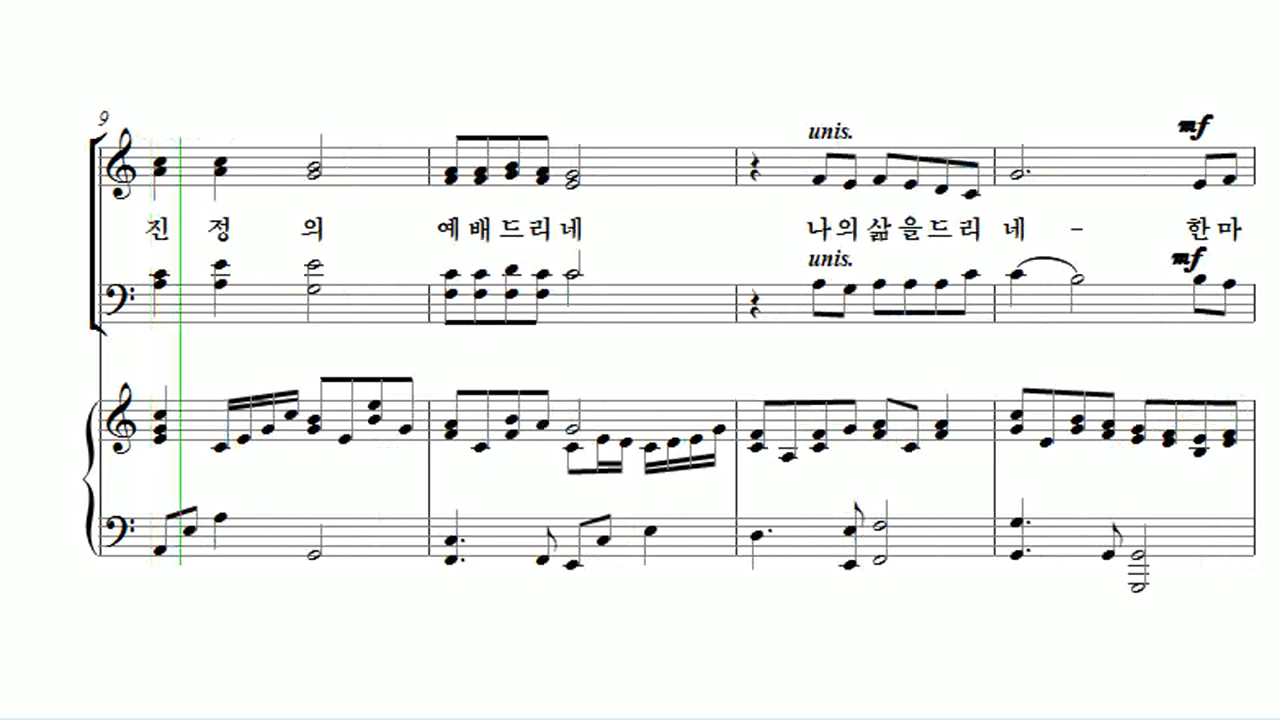 9
unis.
mf
진 정 의 예 배 드 리 네 나 의 삶 을 드 리 네 - 한 마
unis.
mf